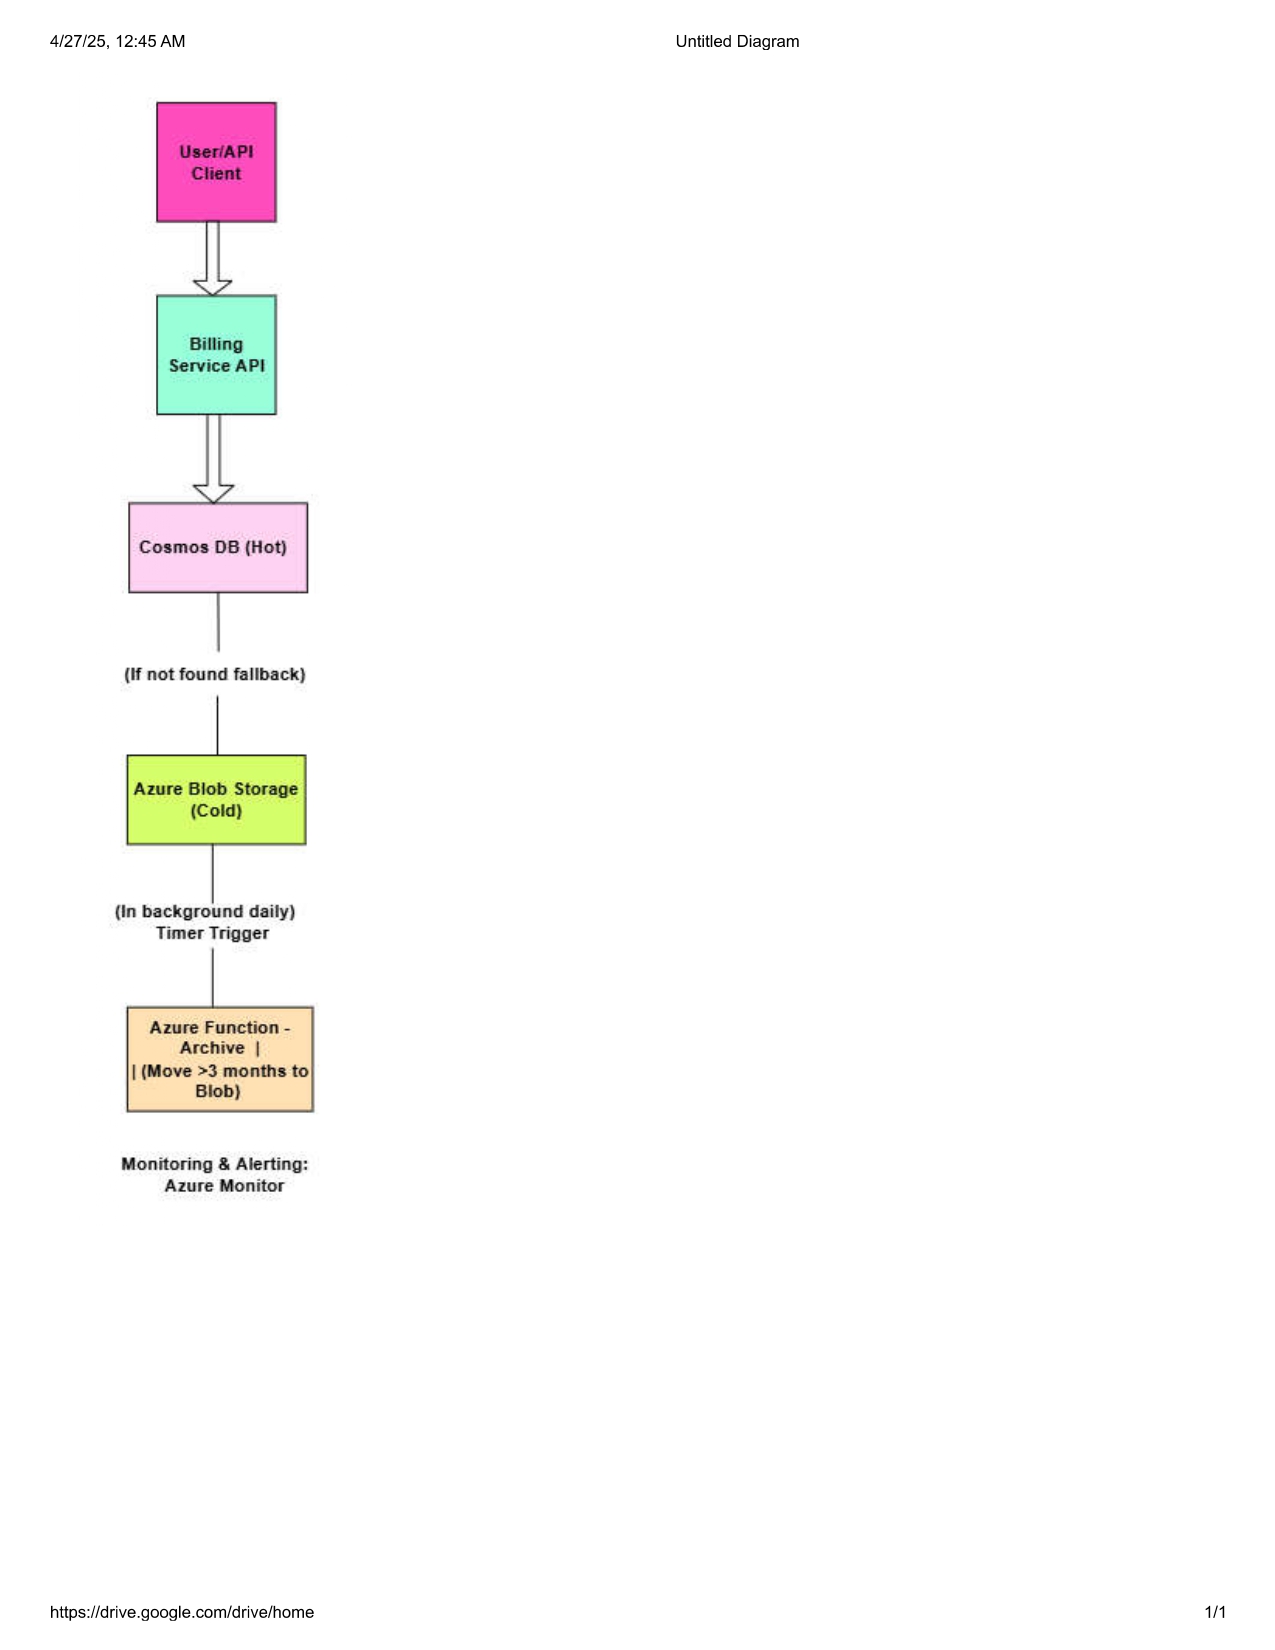 4/27/25, 12:45 AM
Untitled Diagram
User/API
Client
Billing
Service API
Cosmos DB (Hot)
(If not found fallback)
Azure Blob Storage
(Cold)
(In background daily)
Timer Trigger
Azure Function -
Archive  |
| (Move >3 months to
Blob)
Monitoring & Alerting:
Azure Monitor
https://drive.google.com/drive/home
1/1